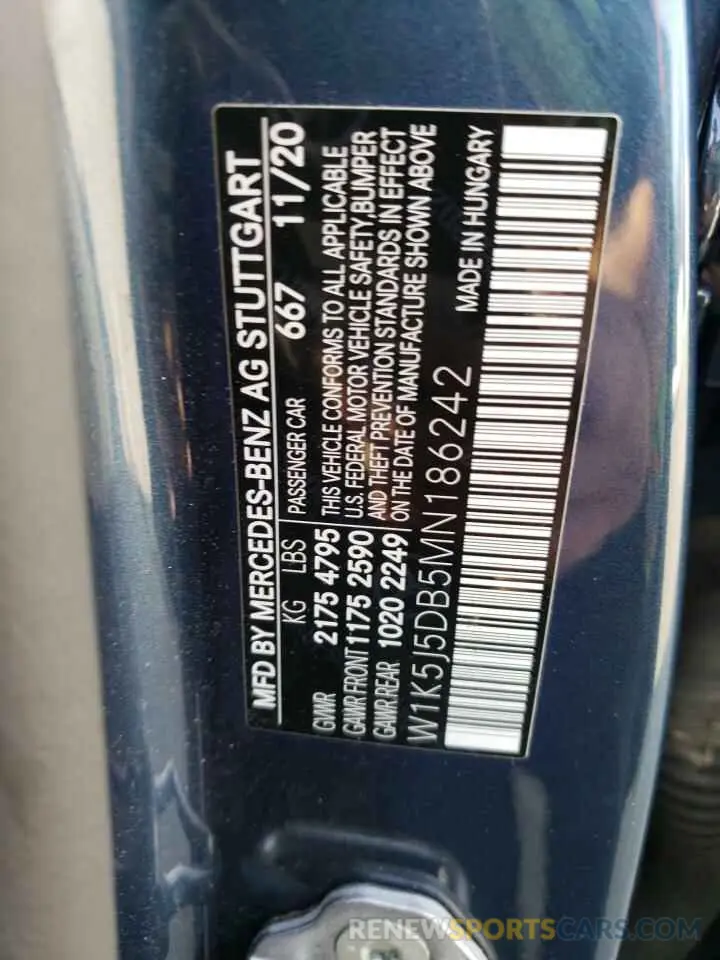 MFD BY MERCEDES-BENZ AG STUTTGART
KG LBS PASSENGER CAR 667 11/20
GWR 2175 4795 THIS VEHICLE CONFORMS TO ALL APPLICABLE
GAWR FRONT 1175 2590 U.S. FEDERAL MOTOR VEHICLE SAFETY, BUMPER
GAWR REAR 1020 2249 AND THEFT PREVENTION STANDARDS IN EFFECT
ON THE DATE OF MANUFACTURE SHOWN ABOVE
W1K5J5DB5MN186242 MADE IN HUNGARY
RENEWSPORTSCARS.COM